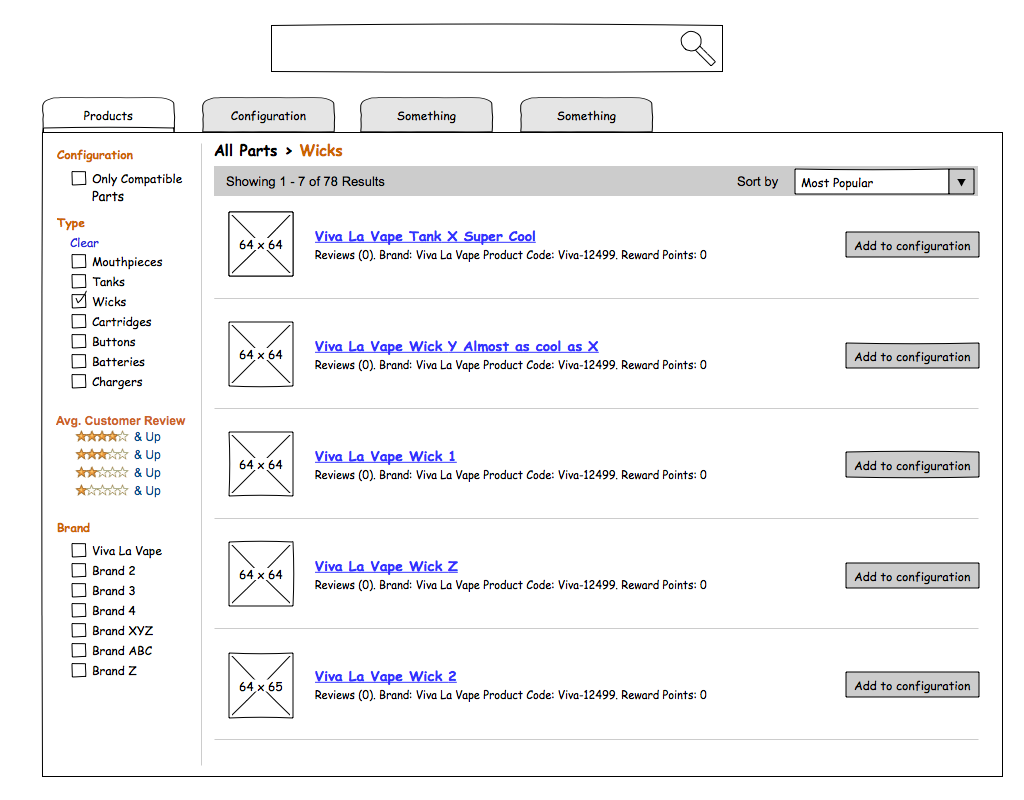 Products
Configuration
Something
Something
Configuration
Only Compatible
Parts
Type
Clear
Mouthpieces
Tanks
Wicks
Cartridges
Buttons
Batteries
Chargers
Avg. Customer Review
& Up
& Up
& Up
& Up
Brand
Viva La Vape
Brand 2
Brand 3
Brand 4
Brand XYZ
Brand ABC
Brand Z
All Parts > Wicks
Showing 1 - 7 of 78 Results
Sort by
Most Popular
64 x 64
Viva La Vape Tank X Super Cool
Reviews (0). Brand: Viva La Vape Product Code: Viva-12499. Reward Points: 0
Add to configuration
64 x 64
Viva La Vape Wick Y Almost as cool as X
Reviews (0). Brand: Viva La Vape Product Code: Viva-12499. Reward Points: 0
Add to configuration
64 x 64
Viva La Vape Wick 1
Reviews (0). Brand: Viva La Vape Product Code: Viva-12499. Reward Points: 0
Add to configuration
64 x 64
Viva La Vape Wick Z
Reviews (0). Brand: Viva La Vape Product Code: Viva-12499. Reward Points: 0
Add to configuration
64 x 65
Viva La Vape Wick 2
Reviews (0). Brand: Viva La Vape Product Code: Viva-12499. Reward Points: 0
Add to configuration